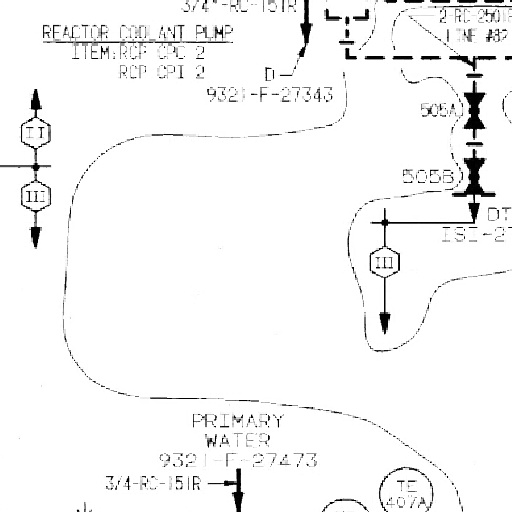 3/4"-RC-151R
2-RC-2501R
REACTOR COOLANT PUMP
LINE #82
ITEM:RCP CPC 2
RCP CPI 2
D
9321-F-27343
505A
II
505B
III
DT
ISI-27
III
PRIMARY
WATER
9321-F-27473
3/4-RC-151R
TE
407A